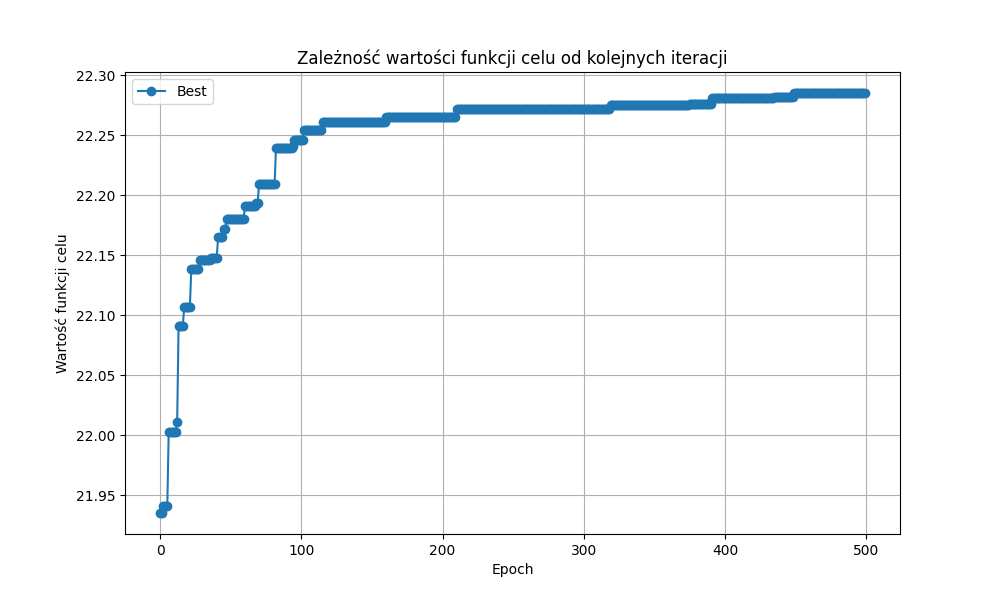 Zależność wartości funkcji celu od kolejnych iteracji
Best
Wartość funkcji celu
22.30
22.25
22.20
22.15
22.10
22.05
22.00
21.95
0 100 200 300 400 500
Epoch